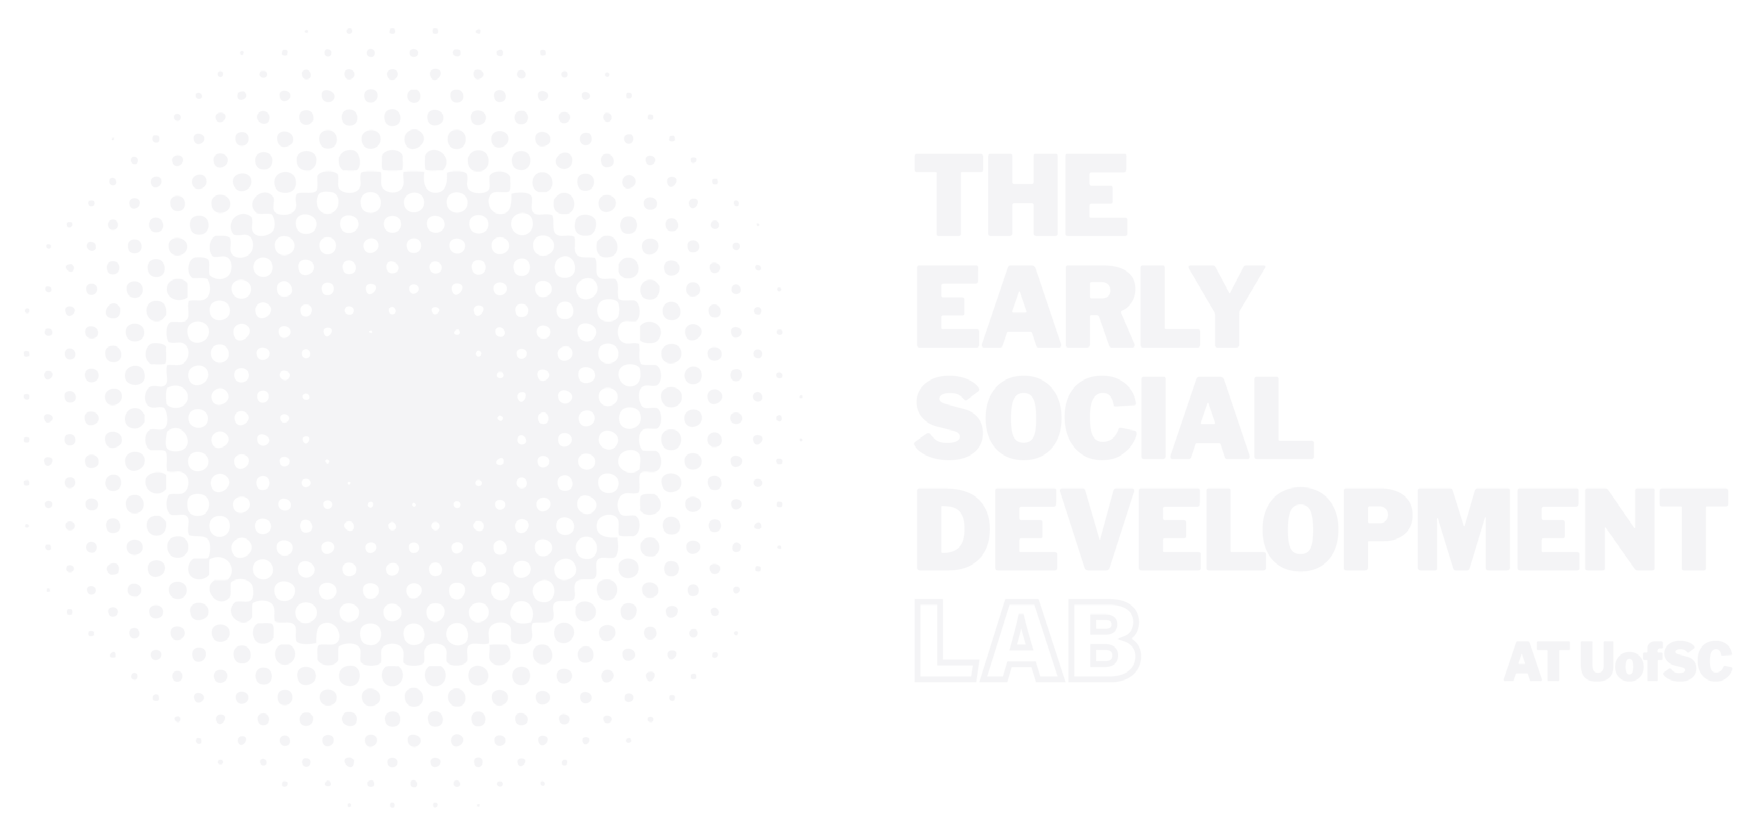 THE
EARLY
SOCIAL
DEVELOPMENT
LAB
AT UofSC